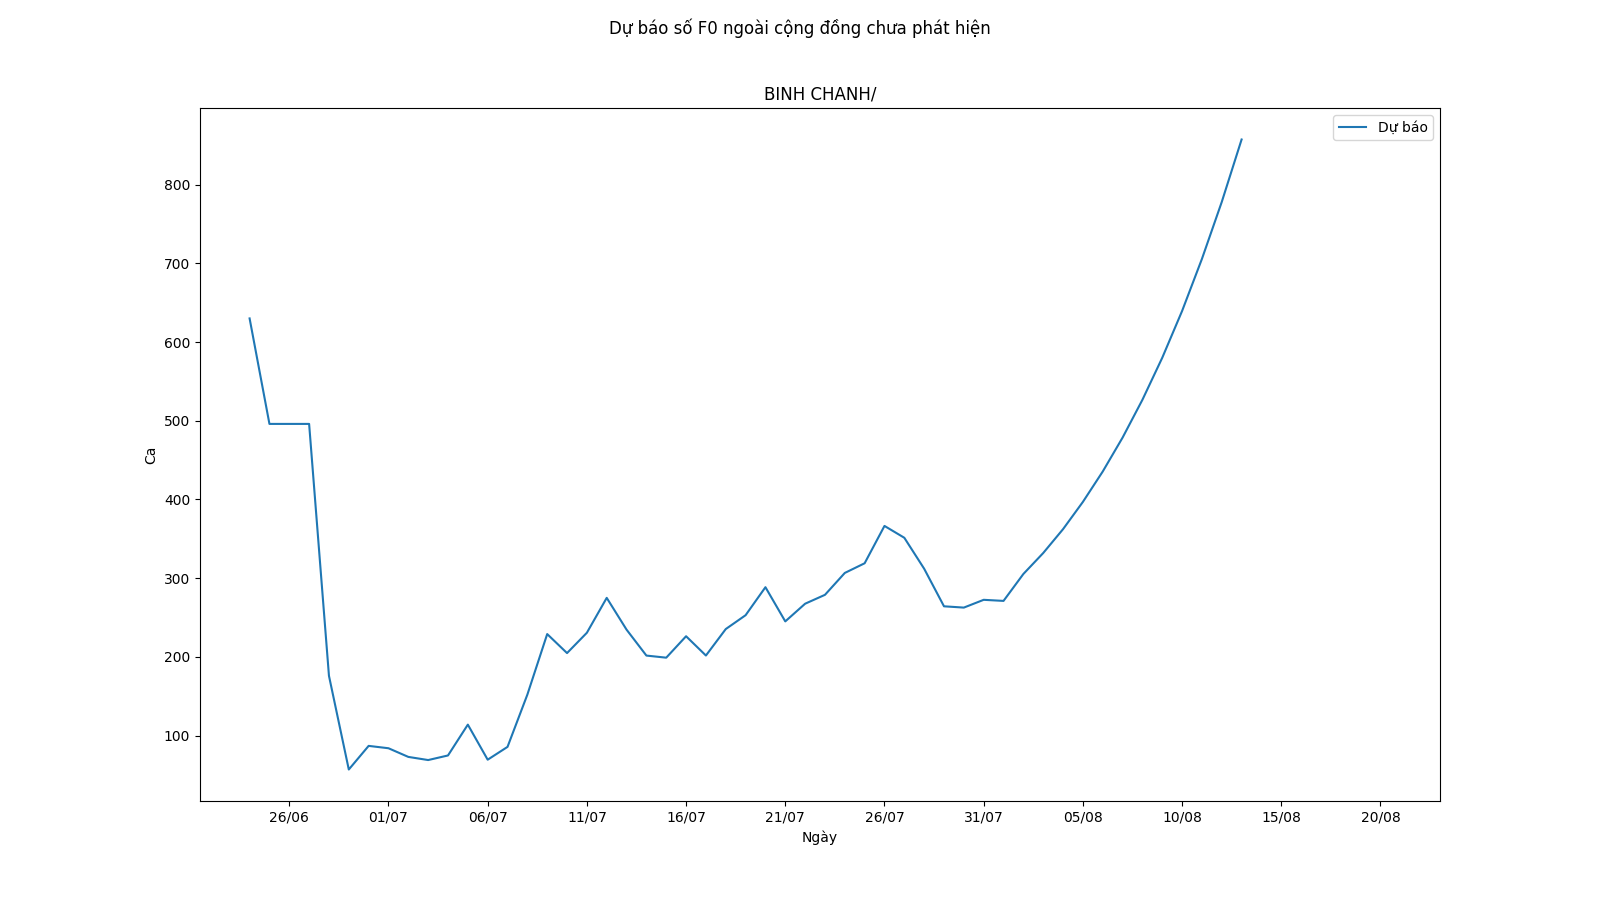 Dự báo số F0 ngoài cộng đồng chưa phát hiện
BINH CHANH/
Dự báo
800
700
600
500
400
300
200
100
Ca
26/06 01/07 06/07 11/07 16/07 21/07 26/07 31/07 05/08 10/08 15/08 20/08
Ngày